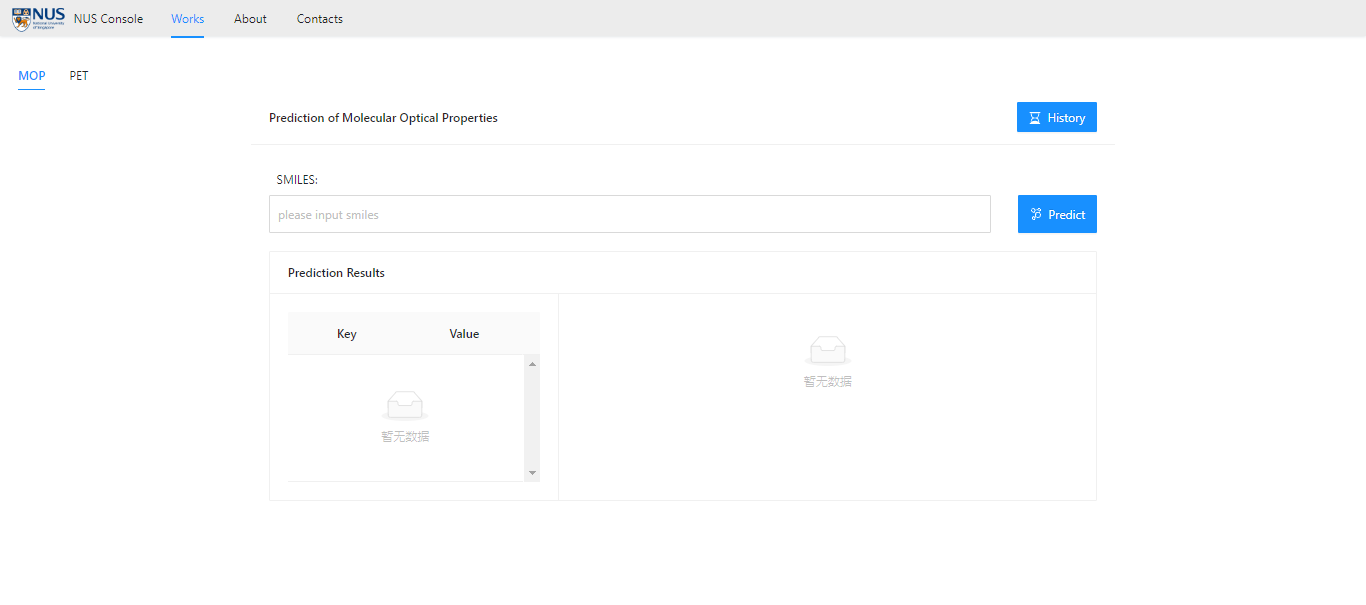 NUS NUS Console Works About Contacts
National University
of Singapore
MOP PET
Prediction of Molecular Optical Properties History
SMILES:
please input smiles Predict
Prediction Results
Key Value
暂无数据
暂无数据